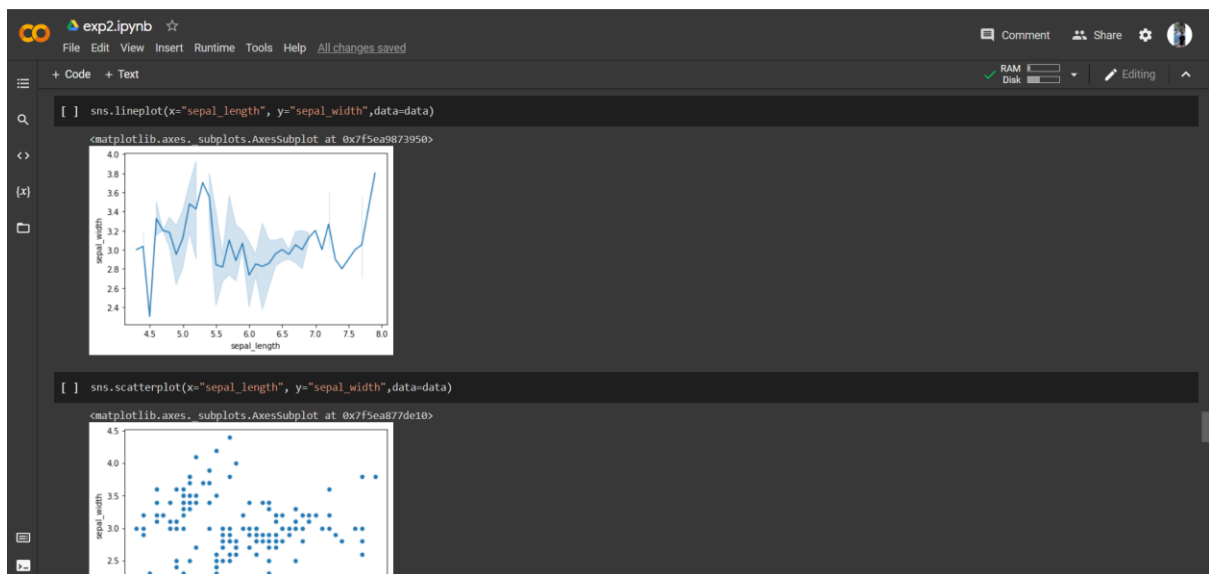 exp2.ipynb
File Edit View Insert Runtime Tools Help All changes saved
Comment Share
+ Code + Text
RAM
Disk
Editing
[ ] sns.lineplot(x="sepal_length", y="sepal_width",data=data)
<matplotlib.axes._subplots.AxesSubplot at 0x7f5ea9873950>
4.0
3.8
3.6
3.4
3.2
3.0
2.8
2.6
2.4
sepal_width
4.5 5.0 5.5 6.0 6.5 7.0 7.5 8.0
sepal_length
[ ] sns.scatterplot(x="sepal_length", y="sepal_width",data=data)
<matplotlib.axes._subplots.AxesSubplot at 0x7f5ea877de10>
4.5
4.0
3.5
3.0
2.5
sepal_width
{x}